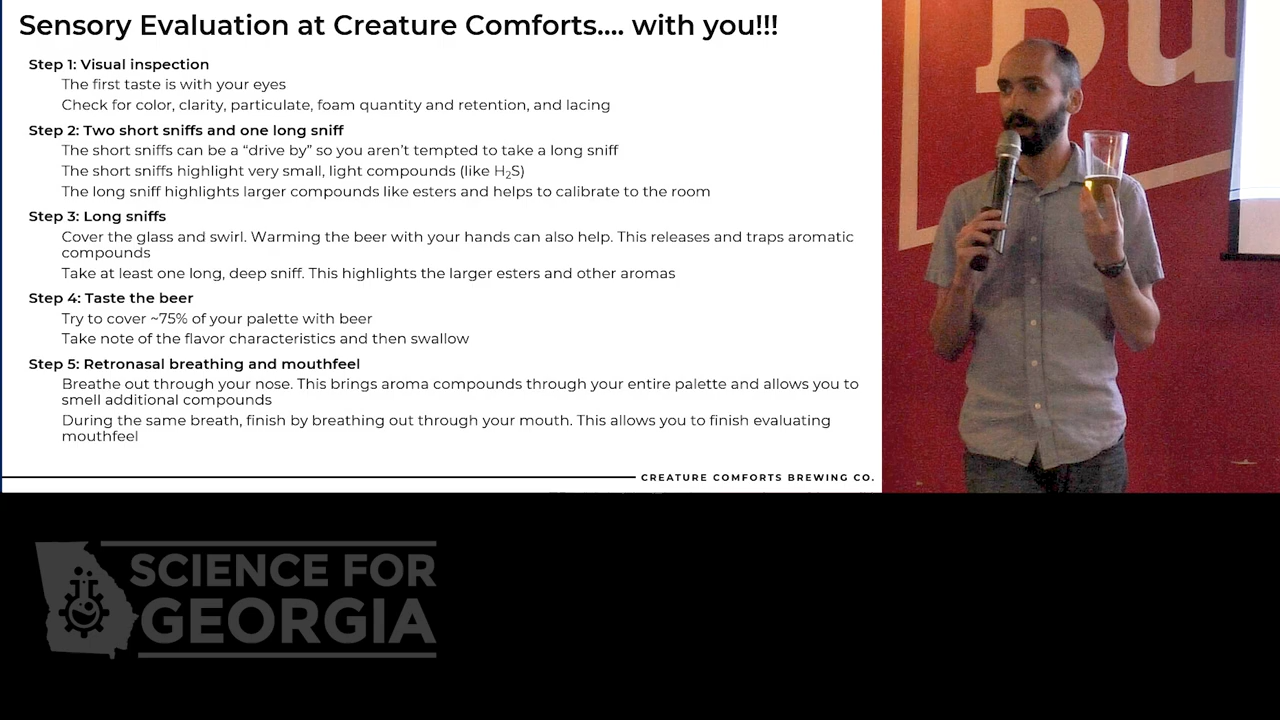 Sensory Evaluation at Creature Comforts.... with you!!!
Step 1: Visual inspection
The first taste is with your eyes
Check for color, clarity, particulate, foam quantity and retention, and lacing
Step 2: Two short sniffs and one long sniff
The short sniffs can be a “drive by” so you aren’t tempted to take a long sniff
The short sniffs highlight very small, light compounds (like H₂S)
The long sniff highlights larger compounds like esters and helps to calibrate to the room
Step 3: Long sniffs
Cover the glass and swirl. Warming the beer with your hands can also help. This releases and traps aromatic
compounds
Take at least one long, deep sniff. This highlights the larger esters and other aromas
Step 4: Taste the beer
Try to cover ~75% of your palette with beer
Take note of the flavor characteristics and then swallow
Step 5: Retronasal breathing and mouthfeel
Breathe out through your nose. This brings aroma compounds through your entire palette and allows you to
smell additional compounds
During the same breath, finish by breathing out through your mouth. This allows you to finish evaluating
mouthfeel
CREATURE COMFORTS BREWING CO.
Bu
SCIENCE FOR
GEORGIA